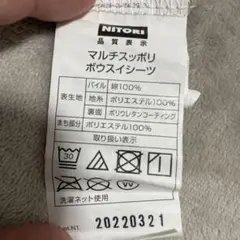 NITORI
品質表示
マルチスッポリ
ボウスイシーツ
表生地 パイル 綿100%
地糸 ポリエステル100%
裏面 ポリウレタンコーティング
まち部分 ポリエステル100%
取り扱い表示
30
洗濯ネット使用
20220321